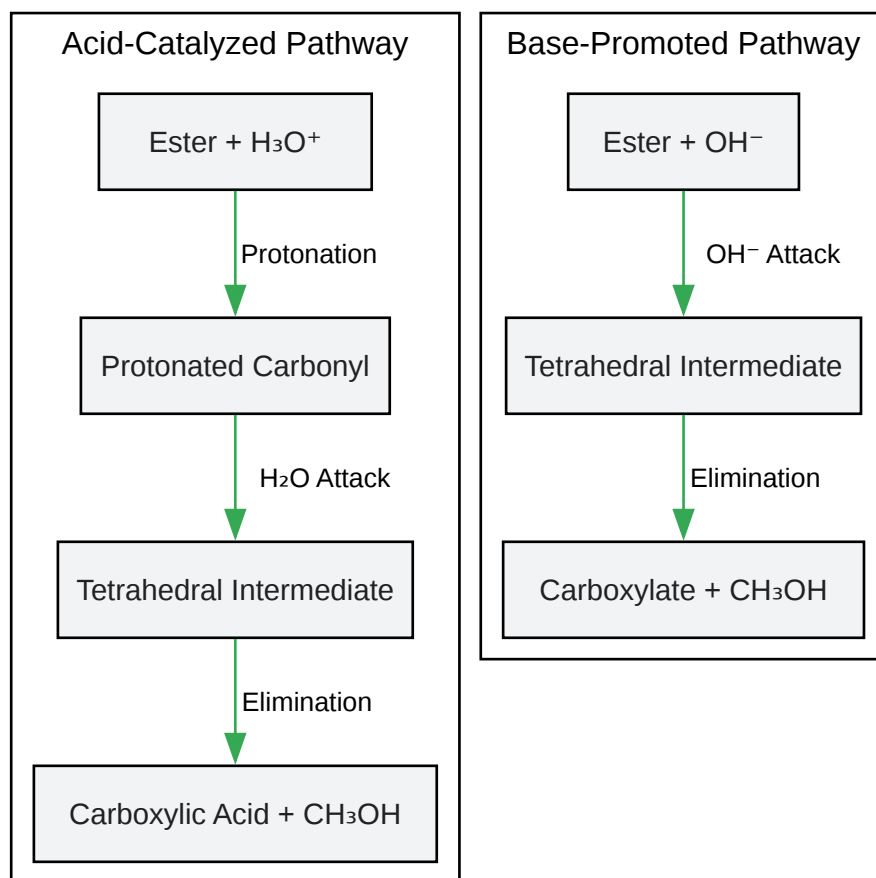 Acid-Catalyzed Pathway
Ester + H₃O⁺
Protonation
Protonated Carbonyl
H₂O Attack
Tetrahedral Intermediate
Elimination
Carboxylic Acid + CH₃OH
Base-Promoted Pathway
Ester + OH⁻
OH⁻ Attack
Tetrahedral Intermediate
Elimination
Carboxylate + CH₃OH